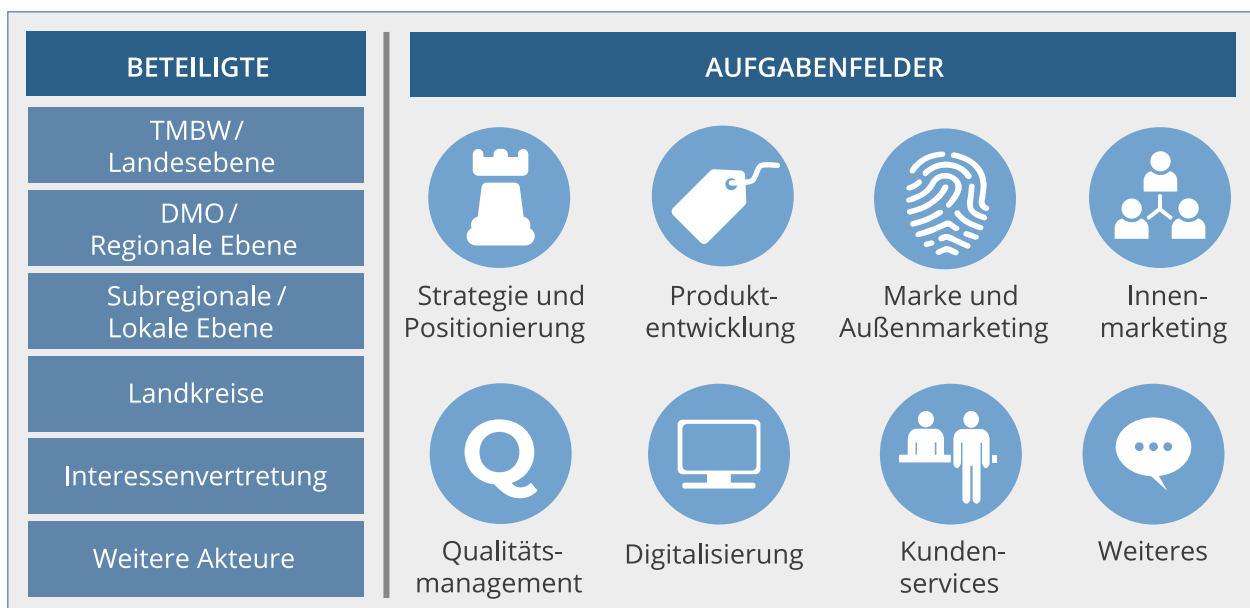 BETEILIGTE
TMBW /
Landesebene
DMO /
Regionale Ebene
Subregionale /
Lokale Ebene
Landkreise
Interessenvertretung
Weitere Akteure
AUFGABENFELDER
Strategie und
Positionierung
Produkt-
entwicklung
Marke und
Außenmarketing
Innen-
marketing
Q
Qualitäts-
management
Digitalisierung
Kunden-
services
Weiteres